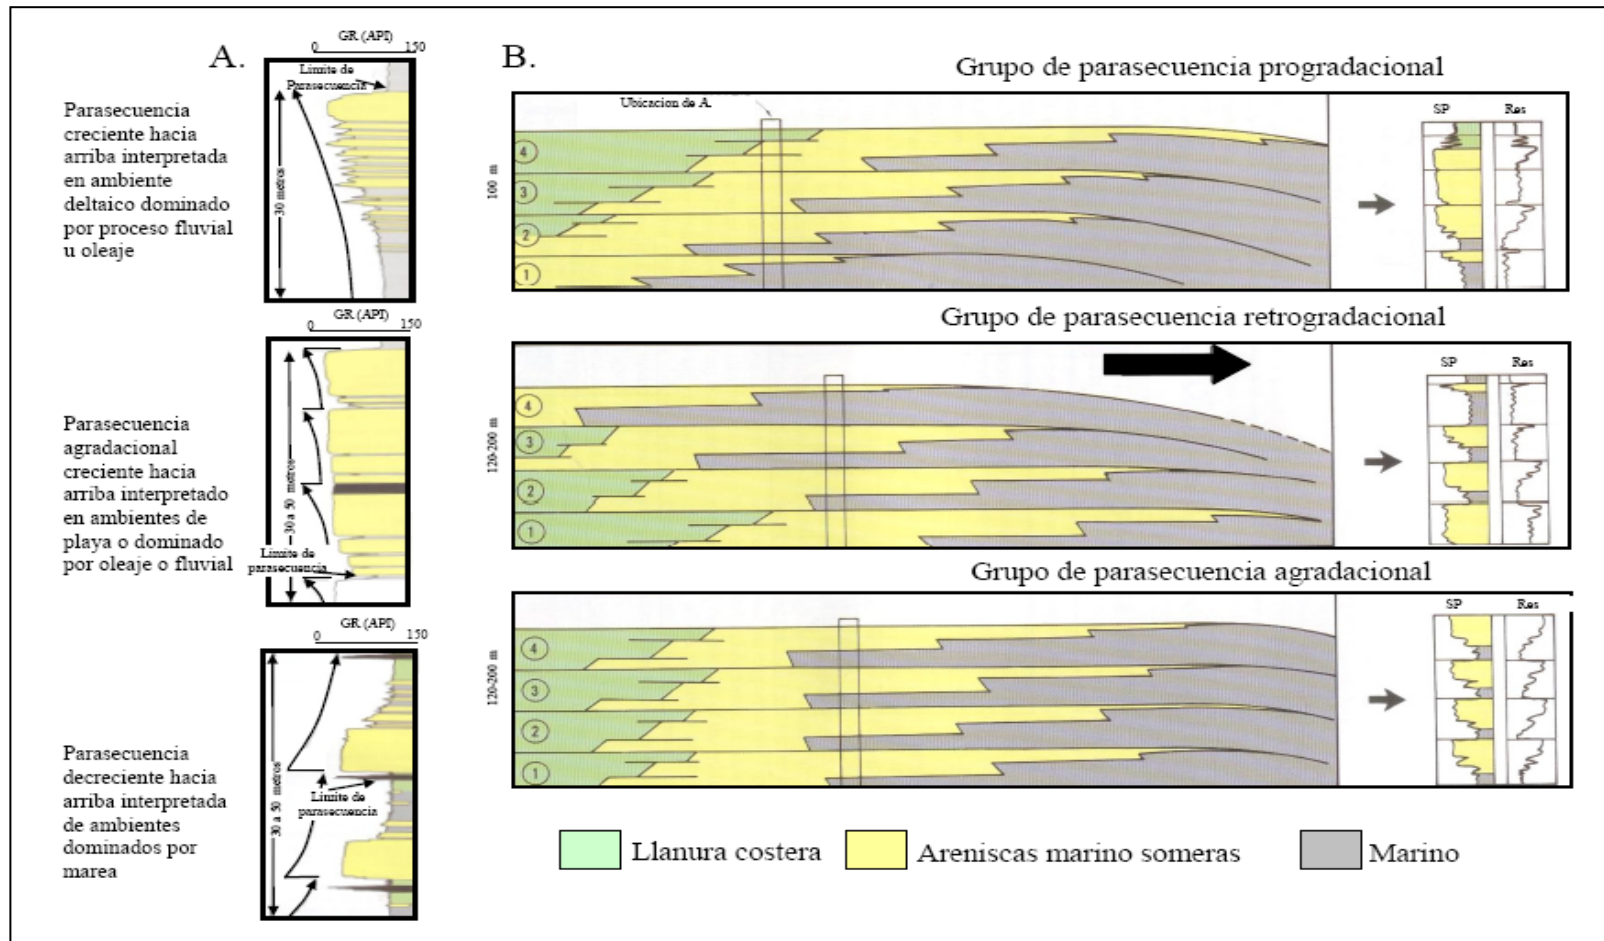 A.
GR (API)
0 150
Limite de
Parasecuencia
30 metros
Parasecuencia
creciente hacia
arriba interpretada
en ambiente
deltaico dominado
por proceso fluvial
u oleaje
GR (API)
0 150
30 a 50 metros
Limite de
parasecuencia
Parasecuencia
agradacional
creciente hacia
arriba interpretado
en ambientes de
playa o dominado
por oleaje o fluvial
GR (API)
0 150
30 a 50 metros
Limite de
parasecuencia
Parasecuencia
decreciente hacia
arriba interpretada
de ambientes
dominados por
marea
B.
Grupo de parasecuencia progradacional
Ubicacion de A.
100 m
4
3
2
1
SP Res
Grupo de parasecuencia retrogradacional
120-200 m
4
3
2
1
SP Res
Grupo de parasecuencia agradacional
120-200 m
4
3
2
1
SP Res
Llanura costera Areniscas marino someras Marino